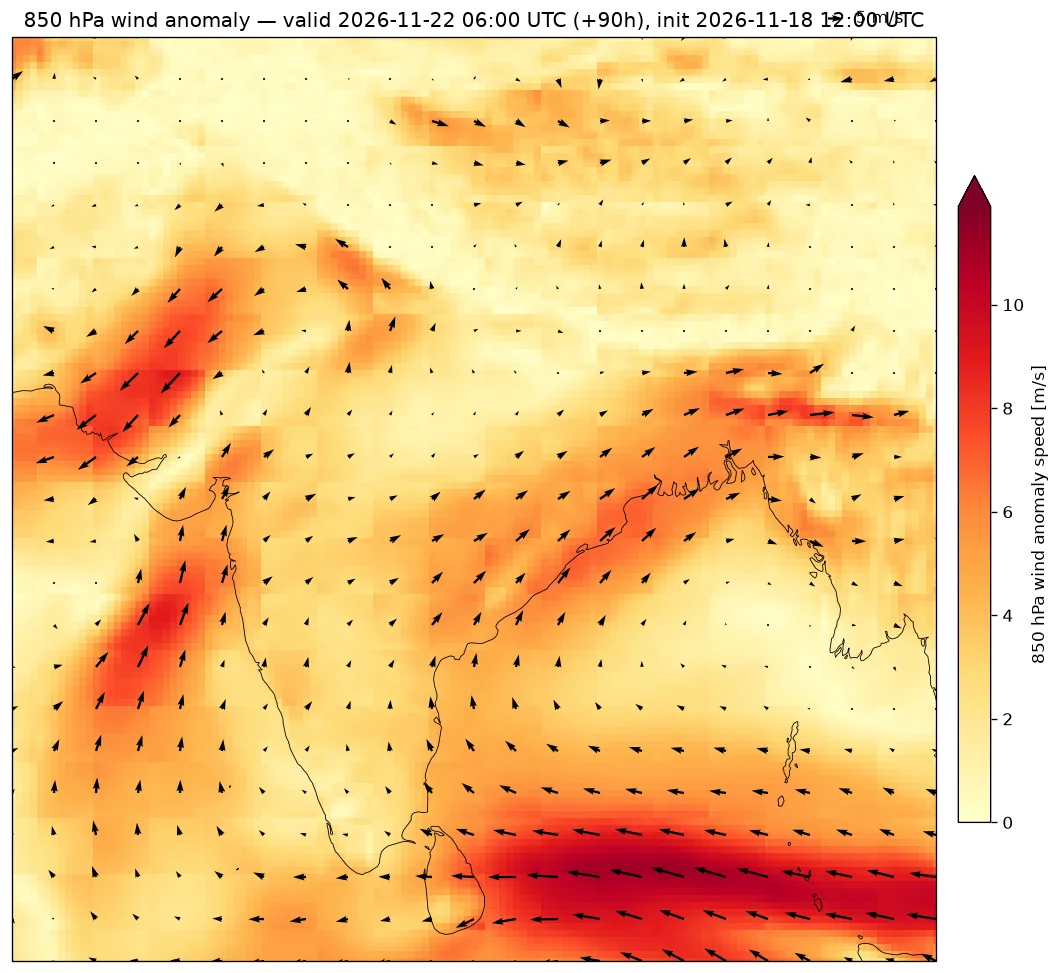 850 hPa wind anomaly — valid 2026-11-22 06:00 UTC (+90h), init 2026-11-18 12:00 UTC
5 m/s
10
8
6
4
2
0
850 hPa wind anomaly speed [m/s]